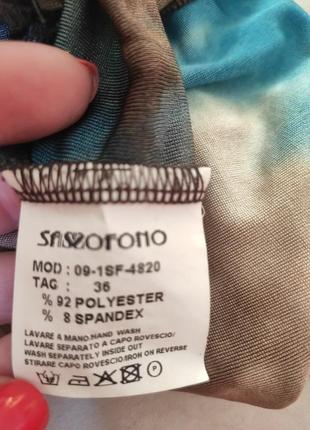 SASSOFONO
MOD : 09-1SF-4820
TAG : 36
% 92 POLYESTER
% 8 SPANDEX
LAVARE A MANO.HAND WASH
LAVARE SEPARATO A CAPO ROVESCIO/
WASH SEPARATELY INSIDE OUT
STIRARE CAPO ROVESCIO/IRON ON REVERSE
P